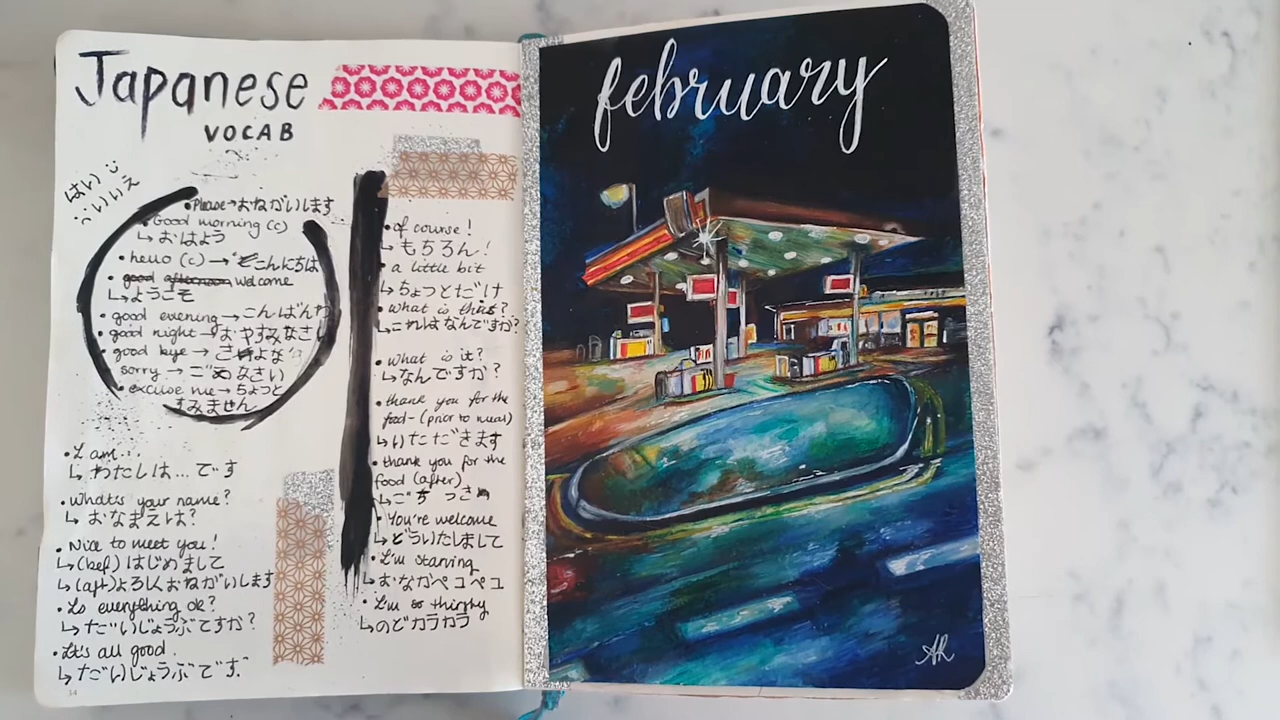 Japanese
VOCAB
はい
いいえ
• Please → おねがいします
• Good morning (c)
↳ おはよう
• hello (c) → こんにちは
• welcome
↳ ようこそ
• good evening → こんばんわ
• good night → おやすみなさい
• good bye → さよなら
sorry → ごめなさい
• excuse me → ちょっと
すみません
• I am...
↳ わたしは...です
• What's your name?
↳ おなまえは?
• Nice to meet you!
↳ (bef) はじめまして
↳ (aft) よろしくおねがいします
• Is everything ok?
↳ だいじょうぶですか?
• It's all good.
↳ だいじょうぶです.
14
• of course!
↳ もちろん!
• a little bit
↳ ちょっとだけ
• What is this?
↳ これはなんですか?
• What is it?
↳ なんですか?
• thank you for the
food - (prior to meal)
↳ いただきます
• thank you for the
food (after)
• You're welcome
↳ どういたしまして
• I'm starving
↳ おなかペコペコ
• I'm so thirsty
↳ のどカラカラ
february
AR